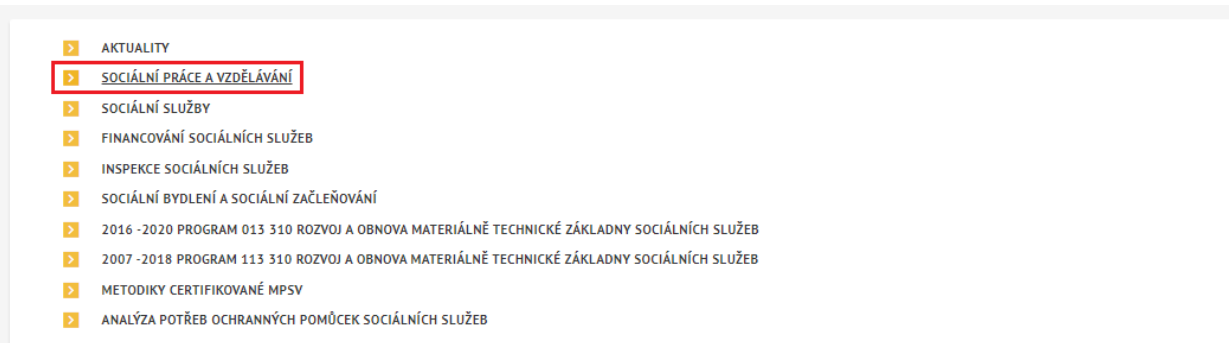 AKTUALITY
SOCIÁLNÍ PRÁCE A VZDĚLÁVÁNÍ
SOCIÁLNÍ SLUŽBY
FINANCOVÁNÍ SOCIÁLNÍCH SLUŽEB
INSPEKCE SOCIÁLNÍCH SLUŽEB
SOCIÁLNÍ BYDLENÍ A SOCIÁLNÍ ZAČLEŇOVÁNÍ
2016 -2020 PROGRAM 013 310 ROZVOJ A OBNOVA MATERIÁLNĚ TECHNICKÉ ZÁKLADNY SOCIÁLNÍCH SLUŽEB
2007 -2018 PROGRAM 113 310 ROZVOJ A OBNOVA MATERIÁLNĚ TECHNICKÉ ZÁKLADNY SOCIÁLNÍCH SLUŽEB
METODIKY CERTIFIKOVANÉ MPSV
ANALÝZA POTŘEB OCHRANNÝCH POMŮCEK SOCIÁLNÍCH SLUŽEB